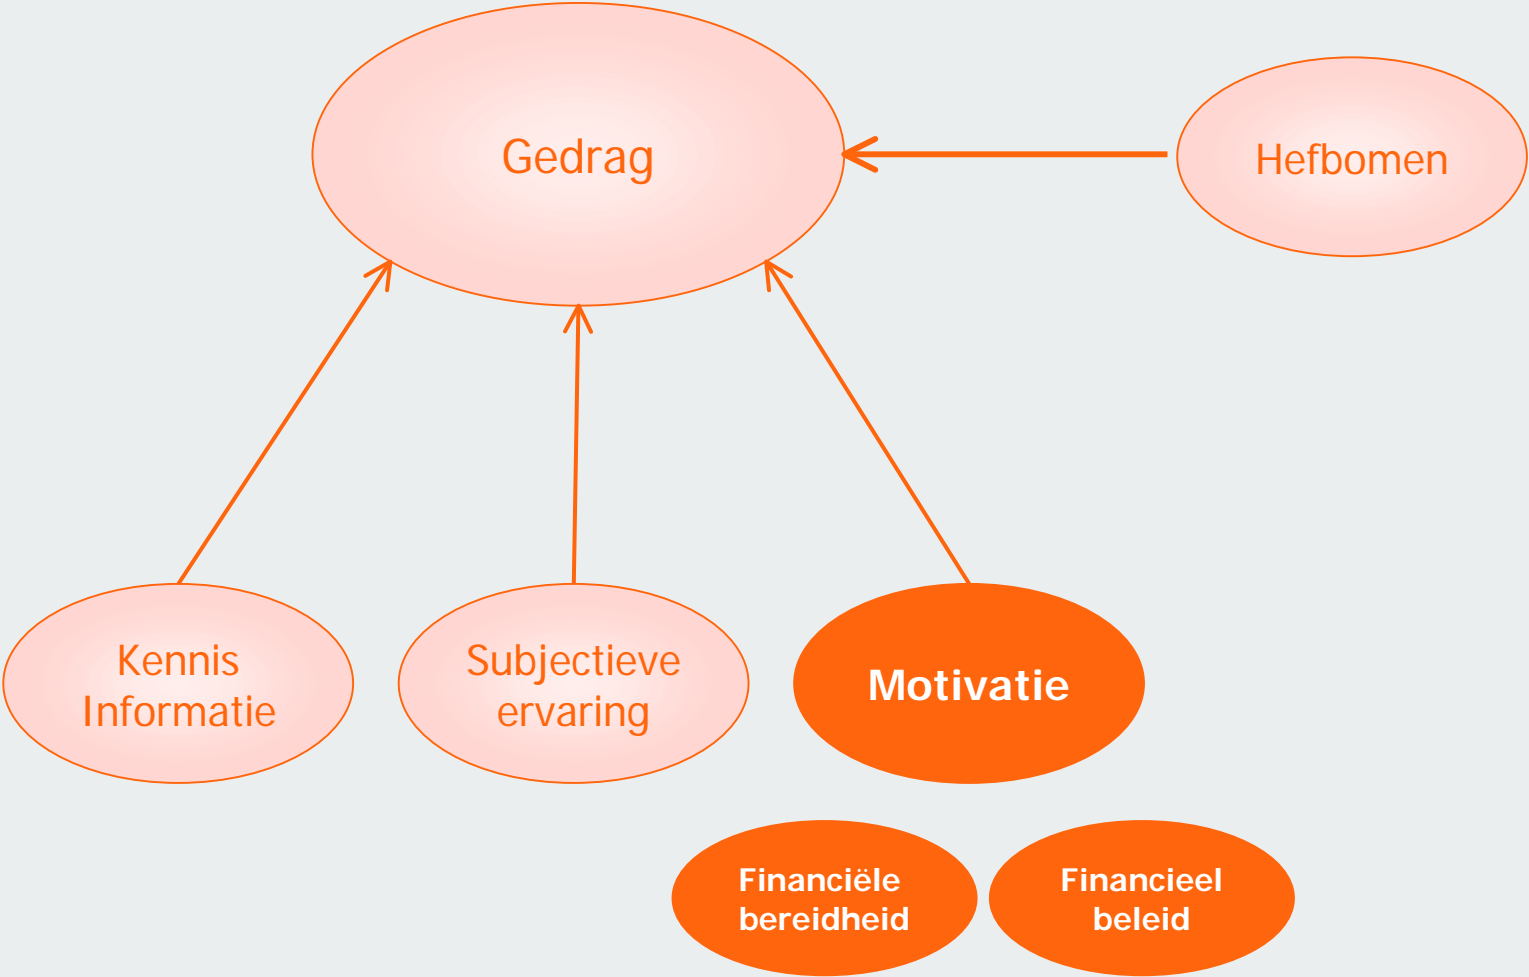 Gedrag
Hefbomen
Kennis
Informatie
Subjectieve
ervaring
Motivatie
Financiële
bereidheid
Financieel
beleid